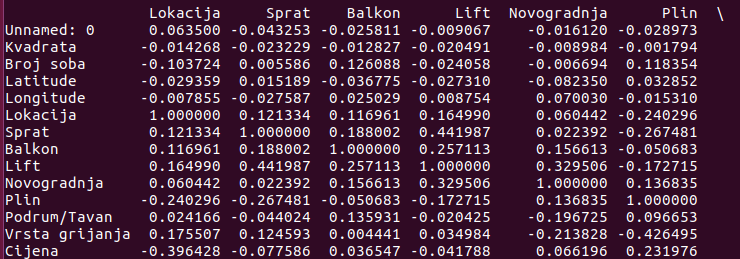 Lokacija Sprat Balkon Lift Novogradnja Plin \
Unnamed: 0 0.063500 -0.043253 -0.025811 -0.009067 -0.016120 -0.028973
Kvadrata -0.014268 -0.023229 -0.012827 -0.020491 -0.008984 -0.001794
Broj soba -0.103724 0.005586 0.126088 -0.024058 -0.006694 0.118354
Latitude -0.029359 0.015189 -0.036775 -0.027310 -0.082350 0.032852
Longitude -0.007855 -0.027587 0.025029 0.008754 0.070030 -0.015310
Lokacija 1.000000 0.121334 0.116961 0.164990 0.060442 -0.240296
Sprat 0.121334 1.000000 0.188002 0.441987 0.022392 -0.267481
Balkon 0.116961 0.188002 1.000000 0.257113 0.156613 -0.050683
Lift 0.164990 0.441987 0.257113 1.000000 0.329506 -0.172715
Novogradnja 0.060442 0.022392 0.156613 0.329506 1.000000 0.136835
Plin -0.240296 -0.267481 -0.050683 -0.172715 0.136835 1.000000
Podrum/Tavan 0.024166 -0.044024 0.135931 -0.020425 -0.196725 0.096653
Vrsta grijanja 0.175507 0.124593 0.004441 0.034984 -0.213828 -0.426495
Cijena -0.396428 -0.077586 0.036547 -0.041788 0.066196 0.231976